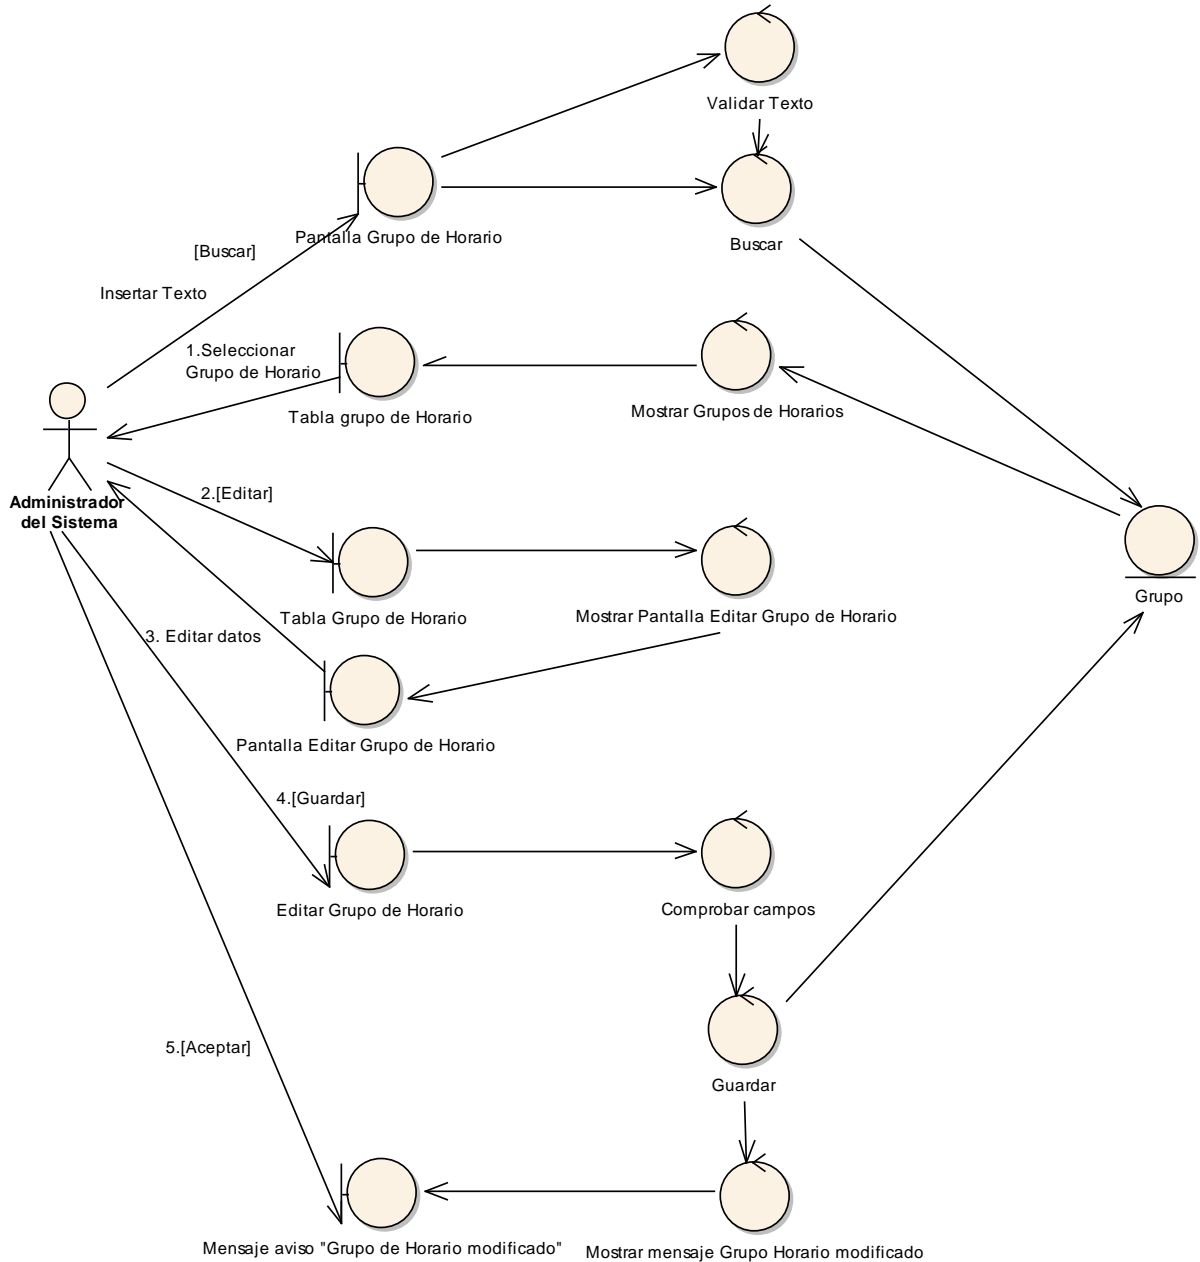 Validar Texto
Pantalla Grupo de Horario
[Buscar]
Buscar
Insertar Texto
1.Seleccionar
Grupo de Horario
Tabla grupo de Horario
Mostrar Grupos de Horarios
Administrador
del Sistema
2.[Editar]
Grupo
Tabla Grupo de Horario
Mostrar Pantalla Editar Grupo de Horario
3. Editar datos
Pantalla Editar Grupo de Horario
4.[Guardar]
Editar Grupo de Horario
Comprobar campos
5.[Aceptar]
Guardar
Mensaje aviso "Grupo de Horario modificado"
Mostrar mensaje Grupo Horario modificado